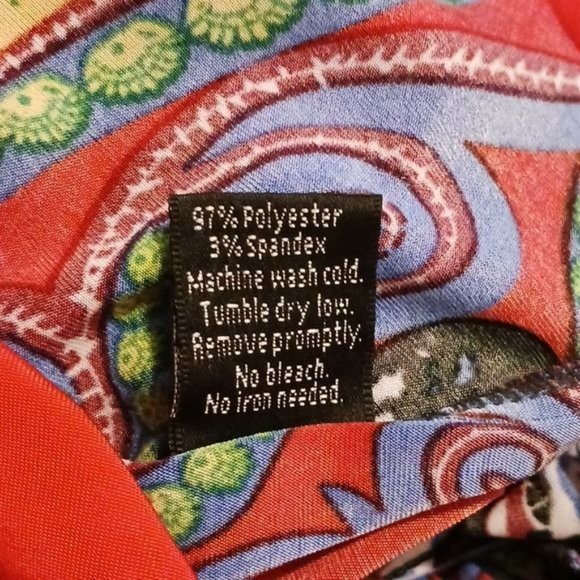 97% Polyester
3% Spandex
Machine wash cold.
Tumble dry low.
Remove promptly.
No bleach.
No iron needed.